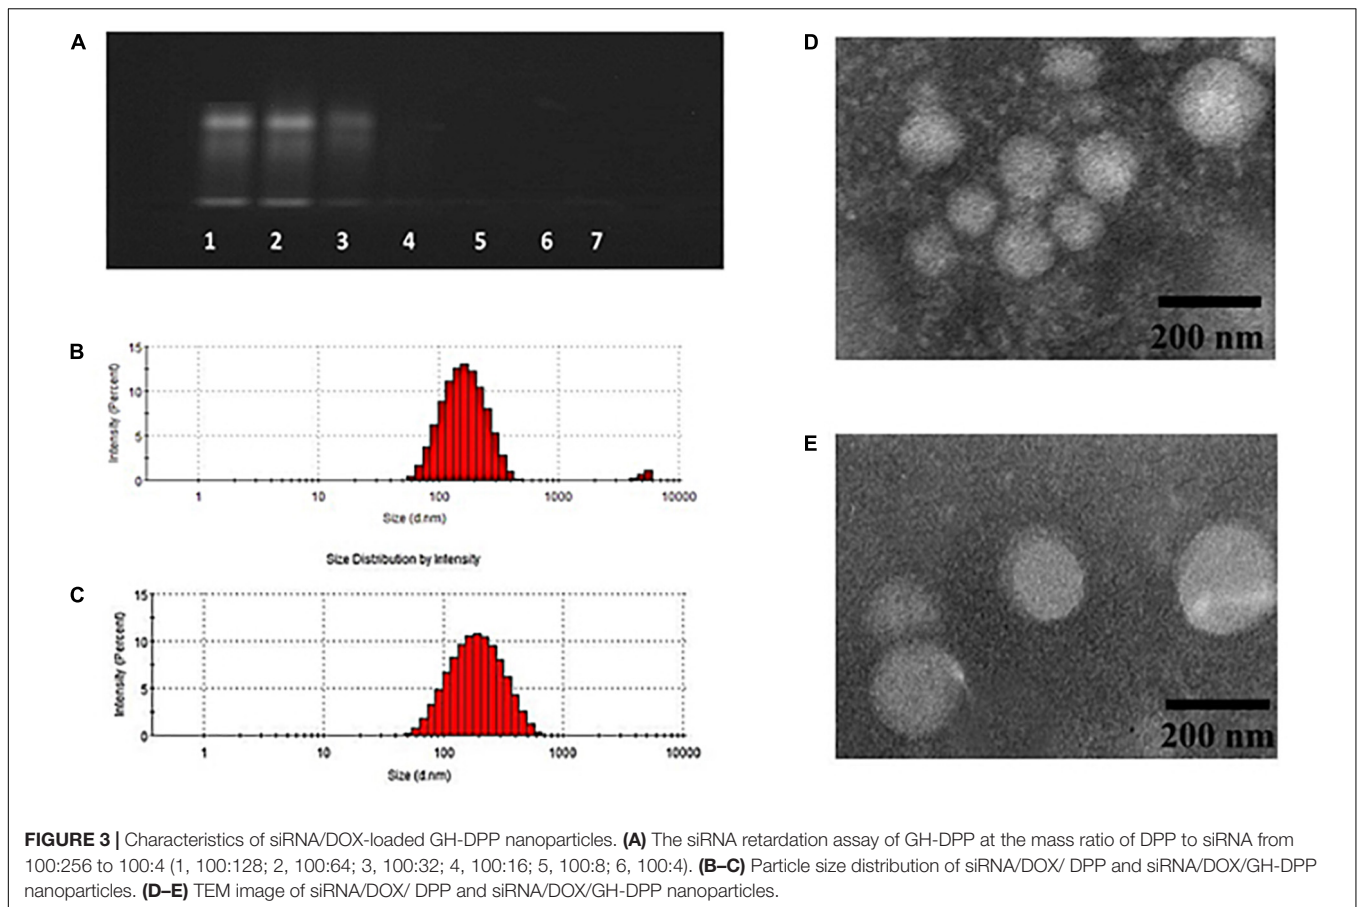 A
1 2 3 4 5 6 7
B
15
10
5
0
Intensity (Percent)
1 10 100 1000 10000
Size (d.nm)
Size Distribution by Intensity
C
15
10
5
0
Intensity (Percent)
1 10 100 1000 10000
Size (d.nm)
D
200 nm
E
200 nm
FIGURE 3 | Characteristics of siRNA/DOX-loaded GH-DPP nanoparticles. (A) The siRNA retardation assay of GH-DPP at the mass ratio of DPP to siRNA from
100:256 to 100:4 (1, 100:128; 2, 100:64; 3, 100:32; 4, 100:16; 5, 100:8; 6, 100:4). (B–C) Particle size distribution of siRNA/DOX/ DPP and siRNA/DOX/GH-DPP
nanoparticles. (D–E) TEM image of siRNA/DOX/ DPP and siRNA/DOX/GH-DPP nanoparticles.